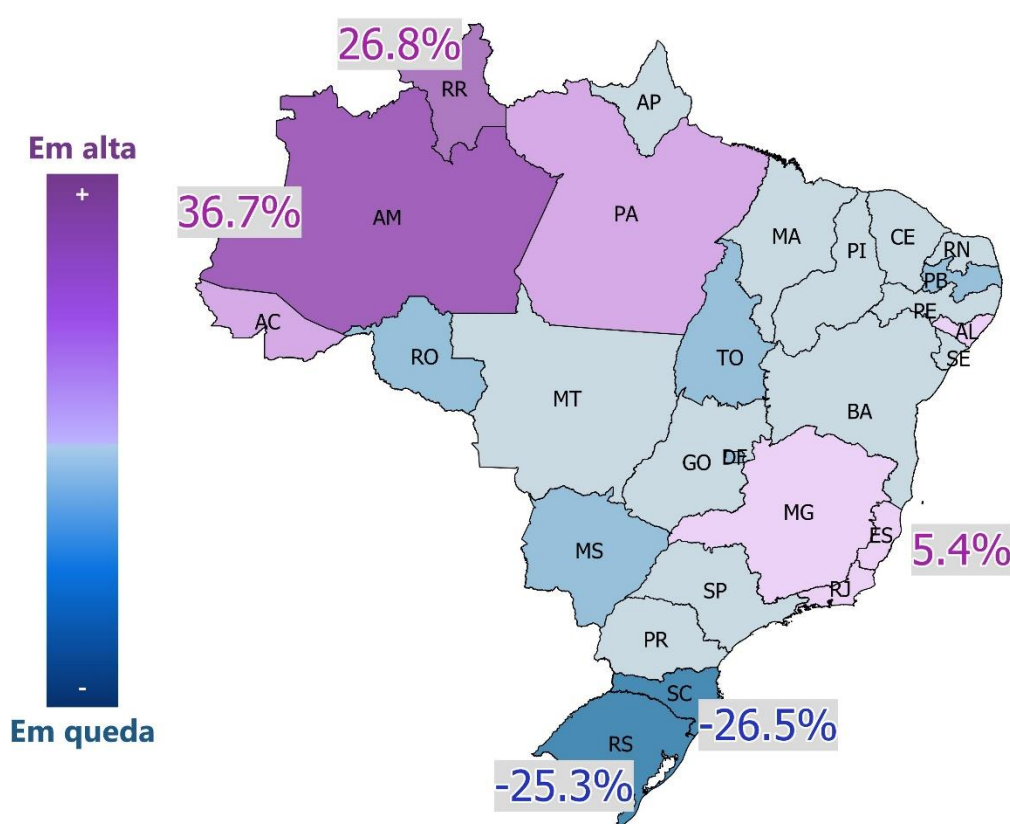 26.8%
RR
AP
Em alta
+
36.7%
AM
PA
MA
PI
CE
RN
PB
PE
AL
SE
AC
RO
TO
MT
BA
GO
DF
MG
ES
5.4%
MS
SP
RJ
PR
SC
-26.5%
-
Em queda
RS
-25.3%